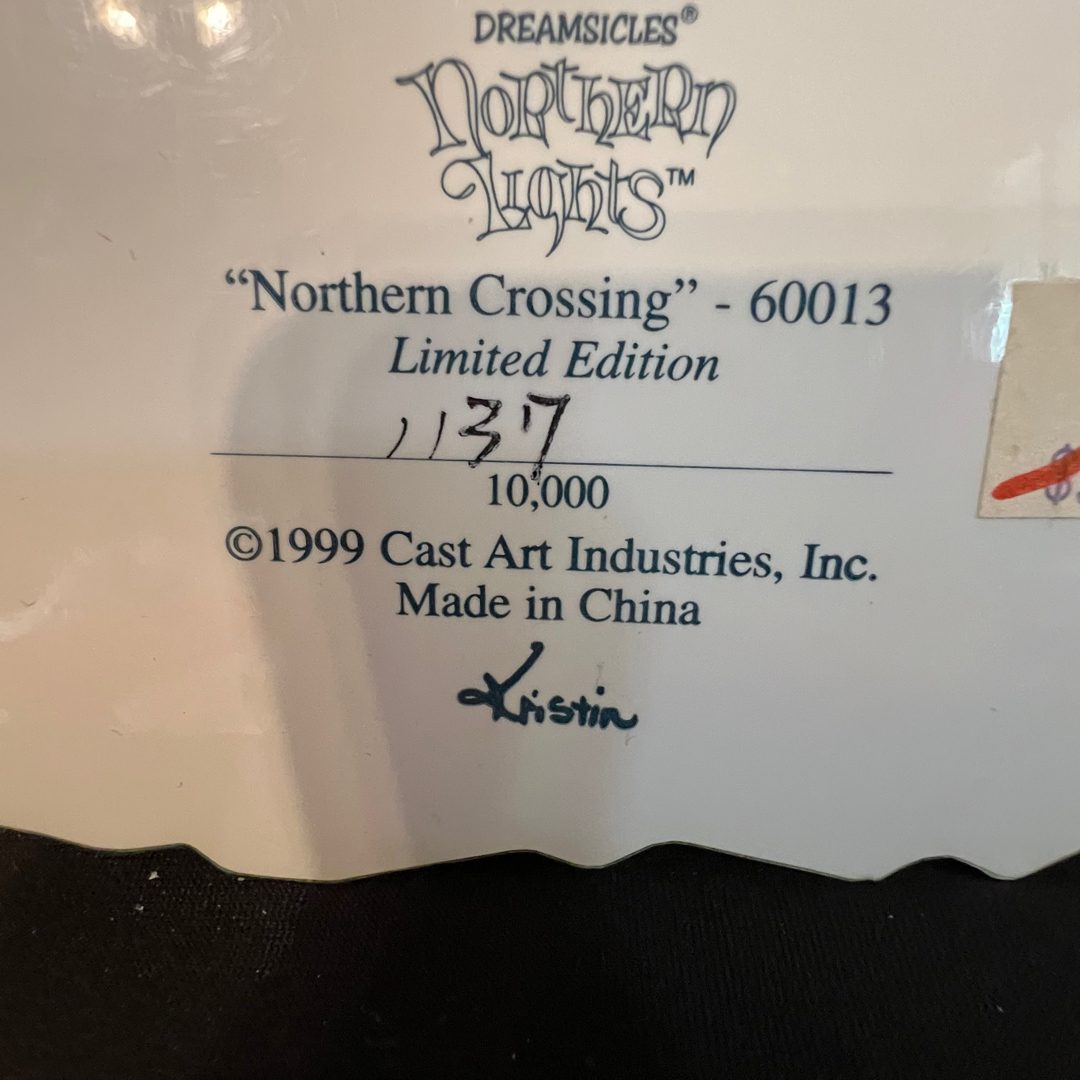 DREAMSICLES®
NORTHERN
LIGHTS™
“Northern Crossing” - 60013
Limited Edition
1137
10,000
©1999 Cast Art Industries, Inc.
Made in China
Kristin
$